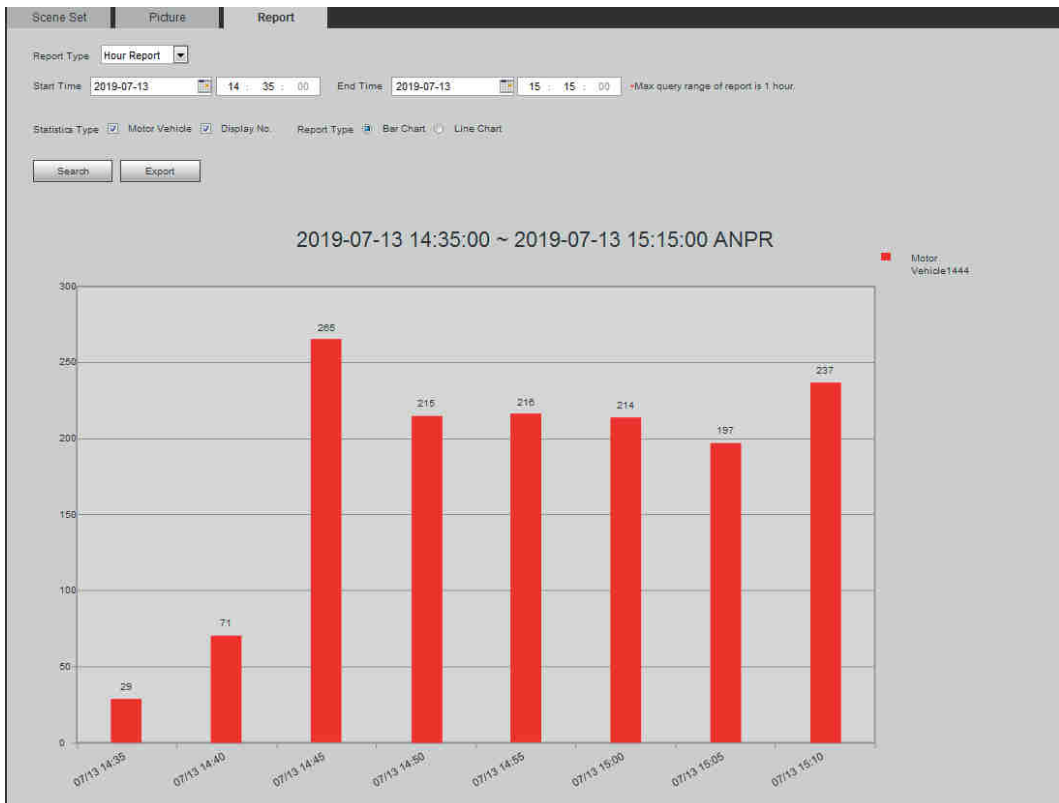 Scene Set Picture Report
Report Type Hour Report
Start Time 2019-07-13 14 : 35 : 00 End Time 2019-07-13 15 : 15 : 00 *Max query range of report is 1 hour.
Statistics Type Motor Vehicle Display No. Report Type Bar Chart Line Chart
Search Export
2019-07-13 14:35:00 ~ 2019-07-13 15:15:00 ANPR
Motor
Vehicle1444
300
265
250
237
215 216 214
200
197
150
100
71
50
29
0
07/13 14:35 07/13 14:40 07/13 14:45 07/13 14:50 07/13 14:55 07/13 15:00 07/13 15:05 07/13 15:10